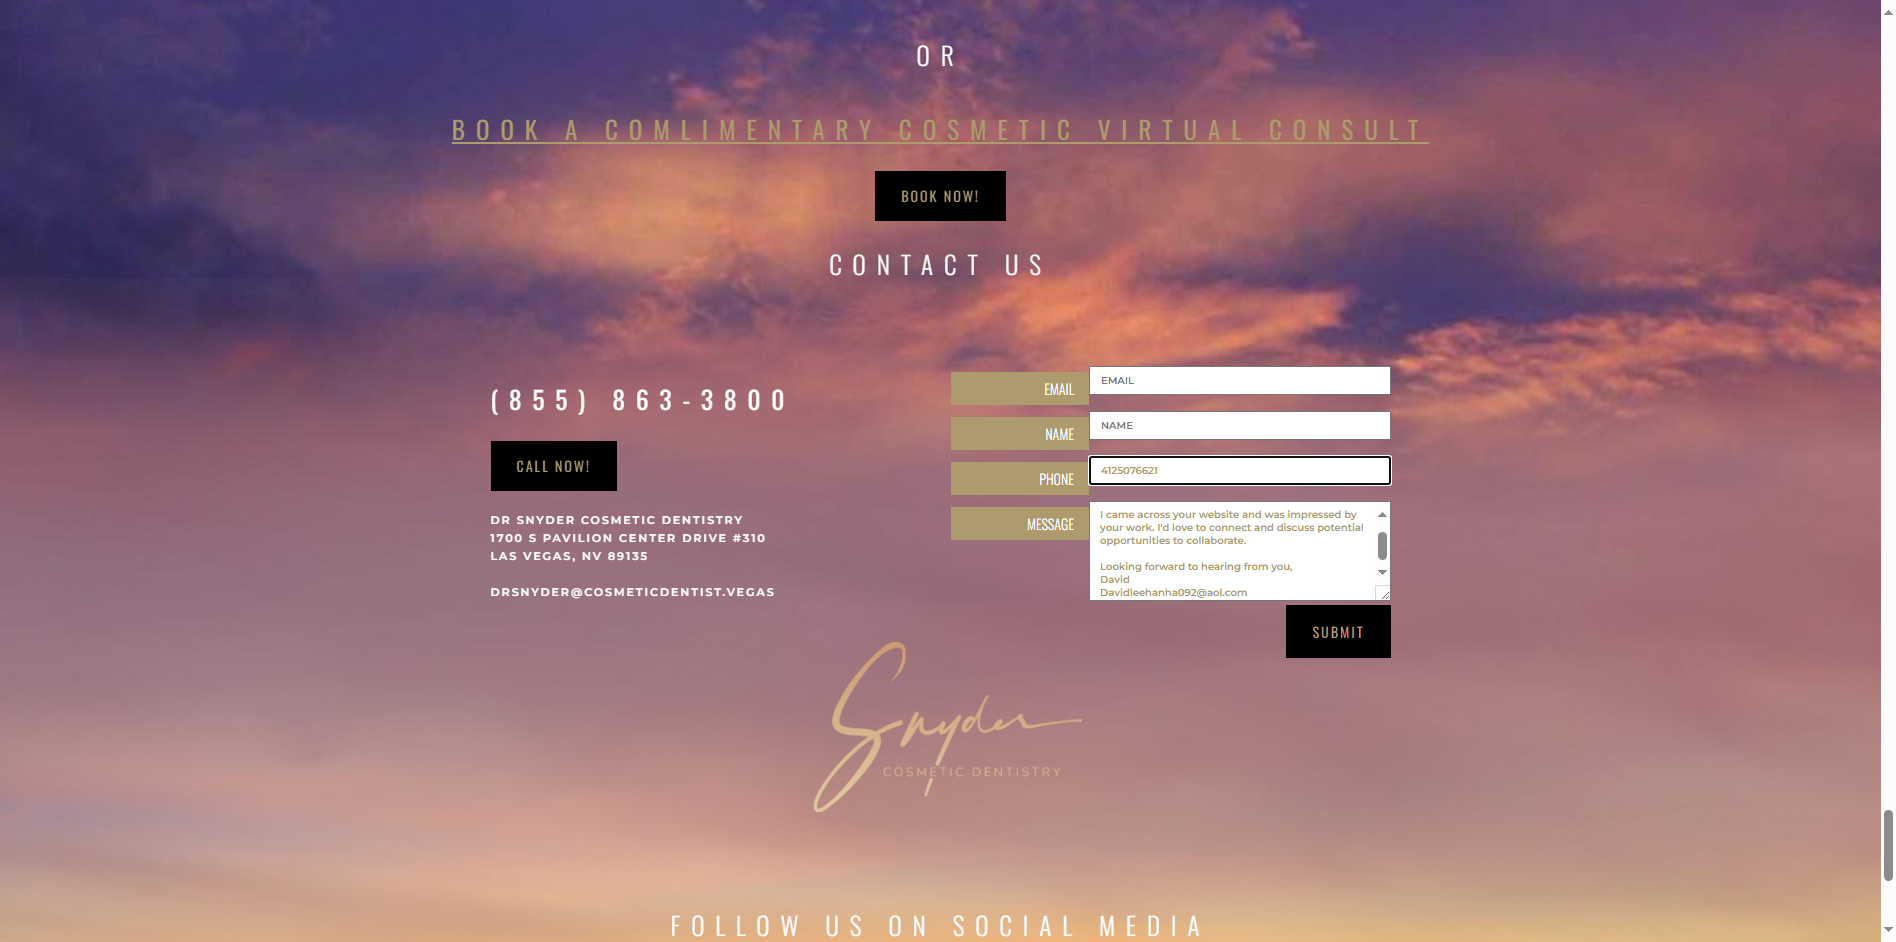 OR
BOOK A COMLIMENTARY COSMETIC VIRTUAL CONSULT
BOOK NOW!
CONTACT US
(855) 863-3800
CALL NOW!
DR SNYDER COSMETIC DENTISTRY
1700 S PAVILION CENTER DRIVE #310
LAS VEGAS, NV 89135
DRSNYDER@COSMETICDENTIST.VEGAS
EMAIL
EMAIL
NAME
NAME
PHONE
4125076621
MESSAGE
I came across your website and was impressed by
your work. I'd love to connect and discuss potential
opportunities to collaborate.
Looking forward to hearing from you,
David
Davidleehanha092@aol.com
SUBMIT
Snyder
COSMETIC DENTISTRY
FOLLOW US ON SOCIAL MEDIA